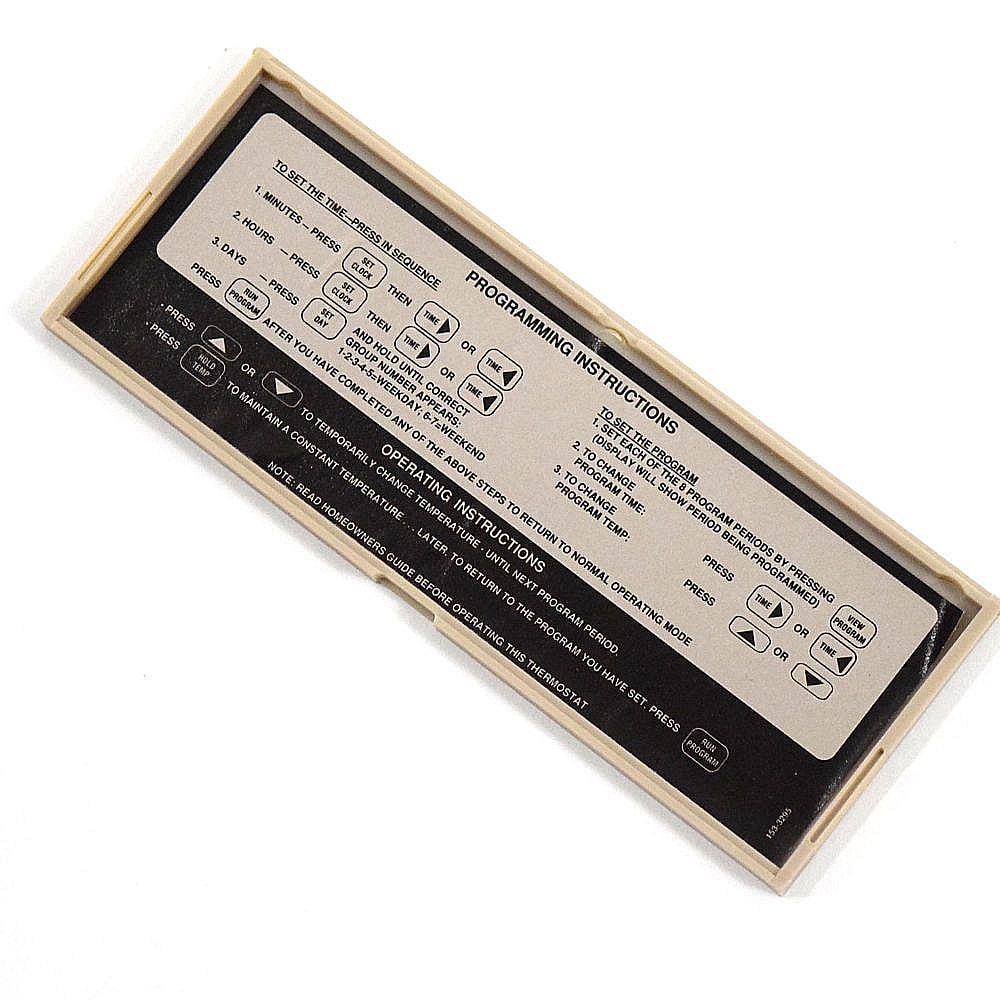 PROGRAMMING INSTRUCTIONS
TO SET THE TIME—PRESS IN SEQUENCE
1. MINUTES — PRESS SET CLOCK THEN TIME ▶ OR TIME ◀
2. HOURS — PRESS SET CLOCK THEN TIME ▶ OR TIME ◀
3. DAYS — PRESS SET DAY AND HOLD UNTIL CORRECT
GROUP NUMBER APPEARS:
1-2-3-4-5=WEEKDAY; 6-7=WEEKEND
PRESS RUN PROGRAM AFTER YOU HAVE COMPLETED ANY OF THE ABOVE STEPS TO RETURN TO NORMAL OPERATING MODE
TO SET THE PROGRAM
1. SET EACH OF THE 8 PROGRAM PERIODS BY PRESSING VIEW PROGRAM
(DISPLAY WILL SHOW PERIOD BEING PROGRAMMED)
2. TO CHANGE
PROGRAM TIME: PRESS TIME ▶ OR TIME ◀
3. TO CHANGE
PROGRAM TEMP: PRESS ▲ OR ▼
OPERATING INSTRUCTIONS
· PRESS ▲ OR ▼ TO TEMPORARILY CHANGE TEMPERATURE - UNTIL NEXT PROGRAM PERIOD.
· PRESS HOLD TEMP TO MAINTAIN A CONSTANT TEMPERATURE . . . LATER, TO RETURN TO THE PROGRAM YOU HAVE SET, PRESS RUN PROGRAM
NOTE: READ HOMEOWNERS GUIDE BEFORE OPERATING THIS THERMOSTAT
153-3295